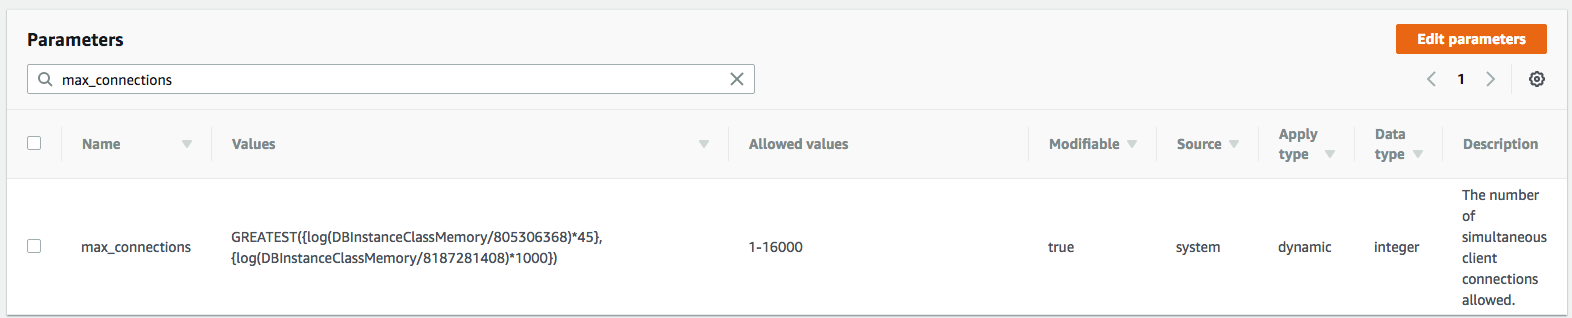 Parameters
Edit parameters
max_connections
1
Name
Values
Allowed values
Modifiable
Source
Apply
type
Data
type
Description
max_connections
GREATEST({log(DBInstanceClassMemory/805306368)*45},
{log(DBInstanceClassMemory/8187281408)*1000})
1-16000
true
system
dynamic
integer
The number
of
simultaneous
client
connections
allowed.